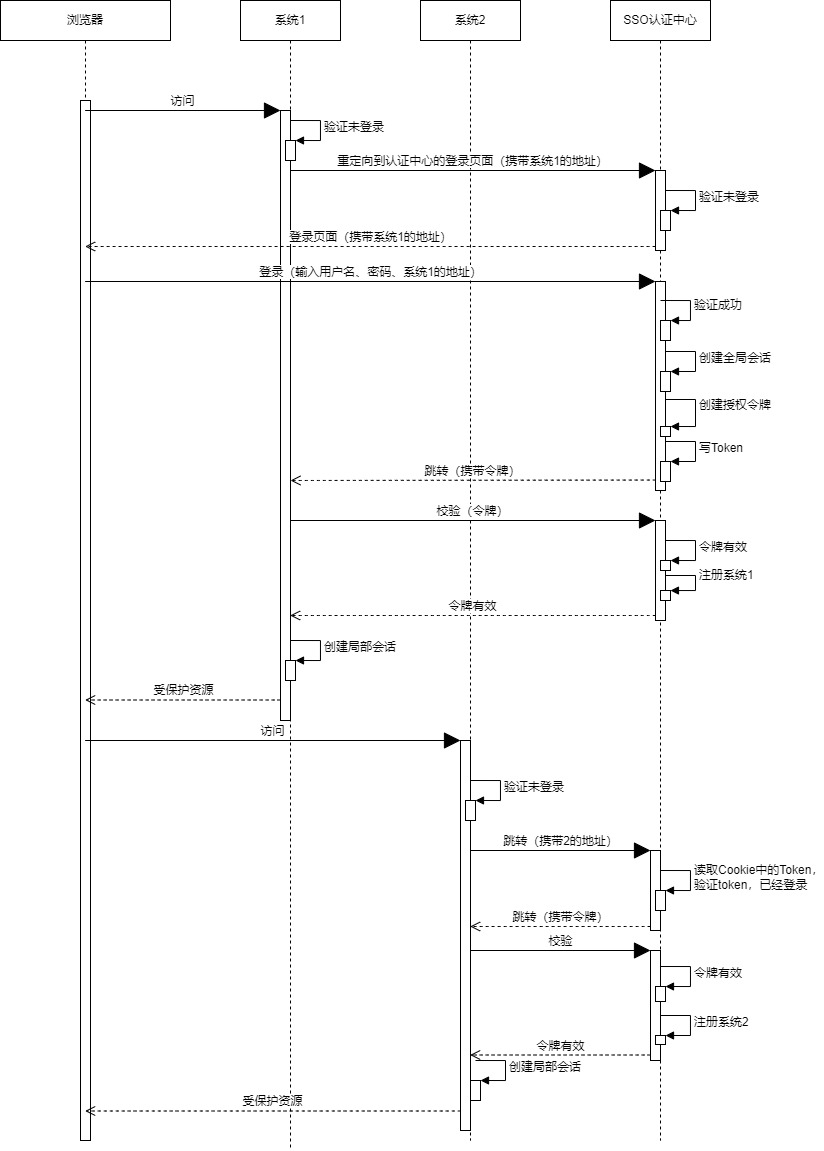 浏览器
系统1
系统2
SSO认证中心
访问
验证未登录
重定向到认证中心的登录页面（携带系统1的地址）
验证未登录
登录页面（携带系统1的地址）
登录（输入用户名、密码、系统1的地址）
验证成功
创建全局会话
创建授权令牌
写Token
跳转（携带令牌）
校验（令牌）
令牌有效
注册系统1
令牌有效
创建局部会话
受保护资源
访问
验证未登录
跳转（携带2的地址）
读取Cookie中的Token，
验证token，已经登录
跳转（携带令牌）
校验
令牌有效
注册系统2
令牌有效
创建局部会话
受保护资源